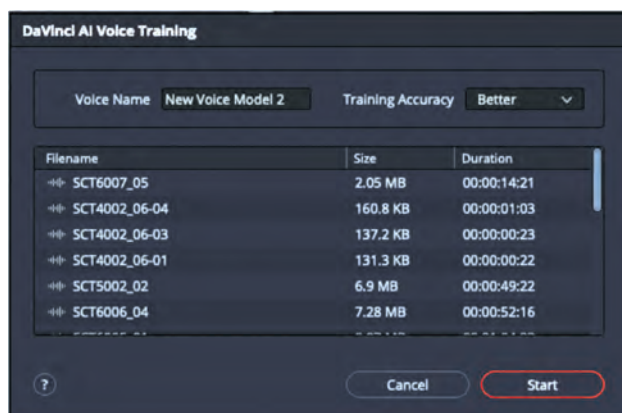 DaVinci AI Voice Training
Voice Name New Voice Model 2 Training Accuracy Better
Filename Size Duration
SCT6007_05 2.05 MB 00:00:14:21
SCT4002_06-04 160.8 KB 00:00:01:03
SCT4002_06-03 137.2 KB 00:00:00:23
SCT4002_06-01 131.3 KB 00:00:00:22
SCT5002_02 6.9 MB 00:00:49:22
SCT6006_04 7.28 MB 00:00:52:16
? Cancel Start